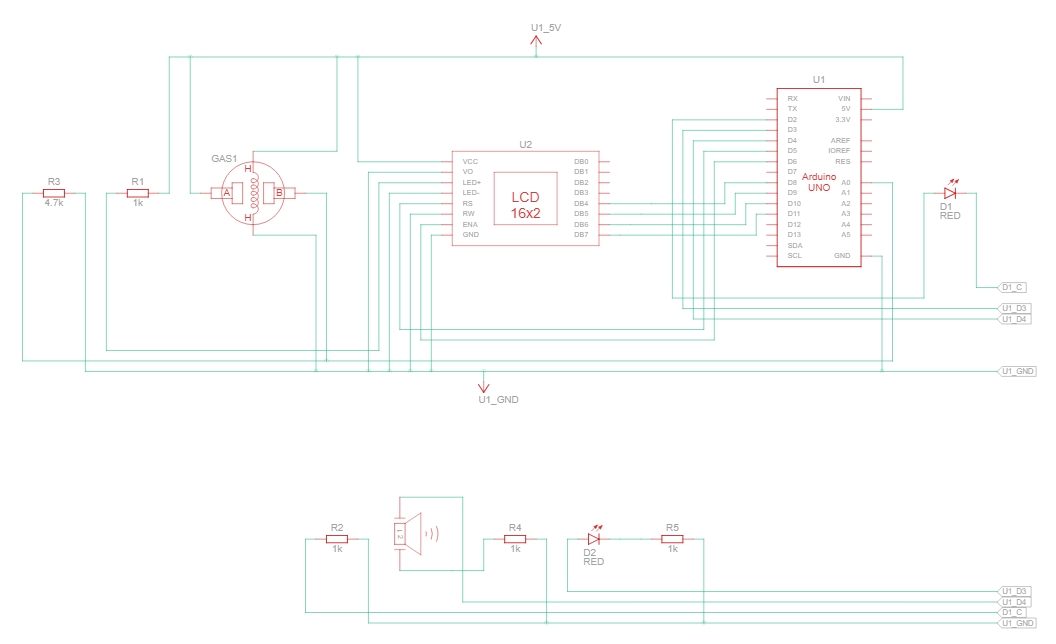 U1_5V
U1
RX VIN
TX 5V
D2 3.3V
D3
D4 AREF
D5 IOREF
D6 RES
D7
D8 A0
D9 A1
D10 A2
D11 A3
D12 A4
D13 A5
SDA
SCL GND
Arduino
UNO
GAS1
H
A B
H
U2
VCC DB0
VO DB1
LED+ DB2
LED- DB3
RS DB4
RW DB5
ENA DB6
GND DB7
LCD
16x2
R3
4.7k
R1
1k
D1
RED
D1_C
U1_D3
U1_D4
U1_GND
U1_GND
R2
1k
1 2
R4
1k
D2
RED
R5
1k
U1_D3
U1_D4
D1_C
U1_GND